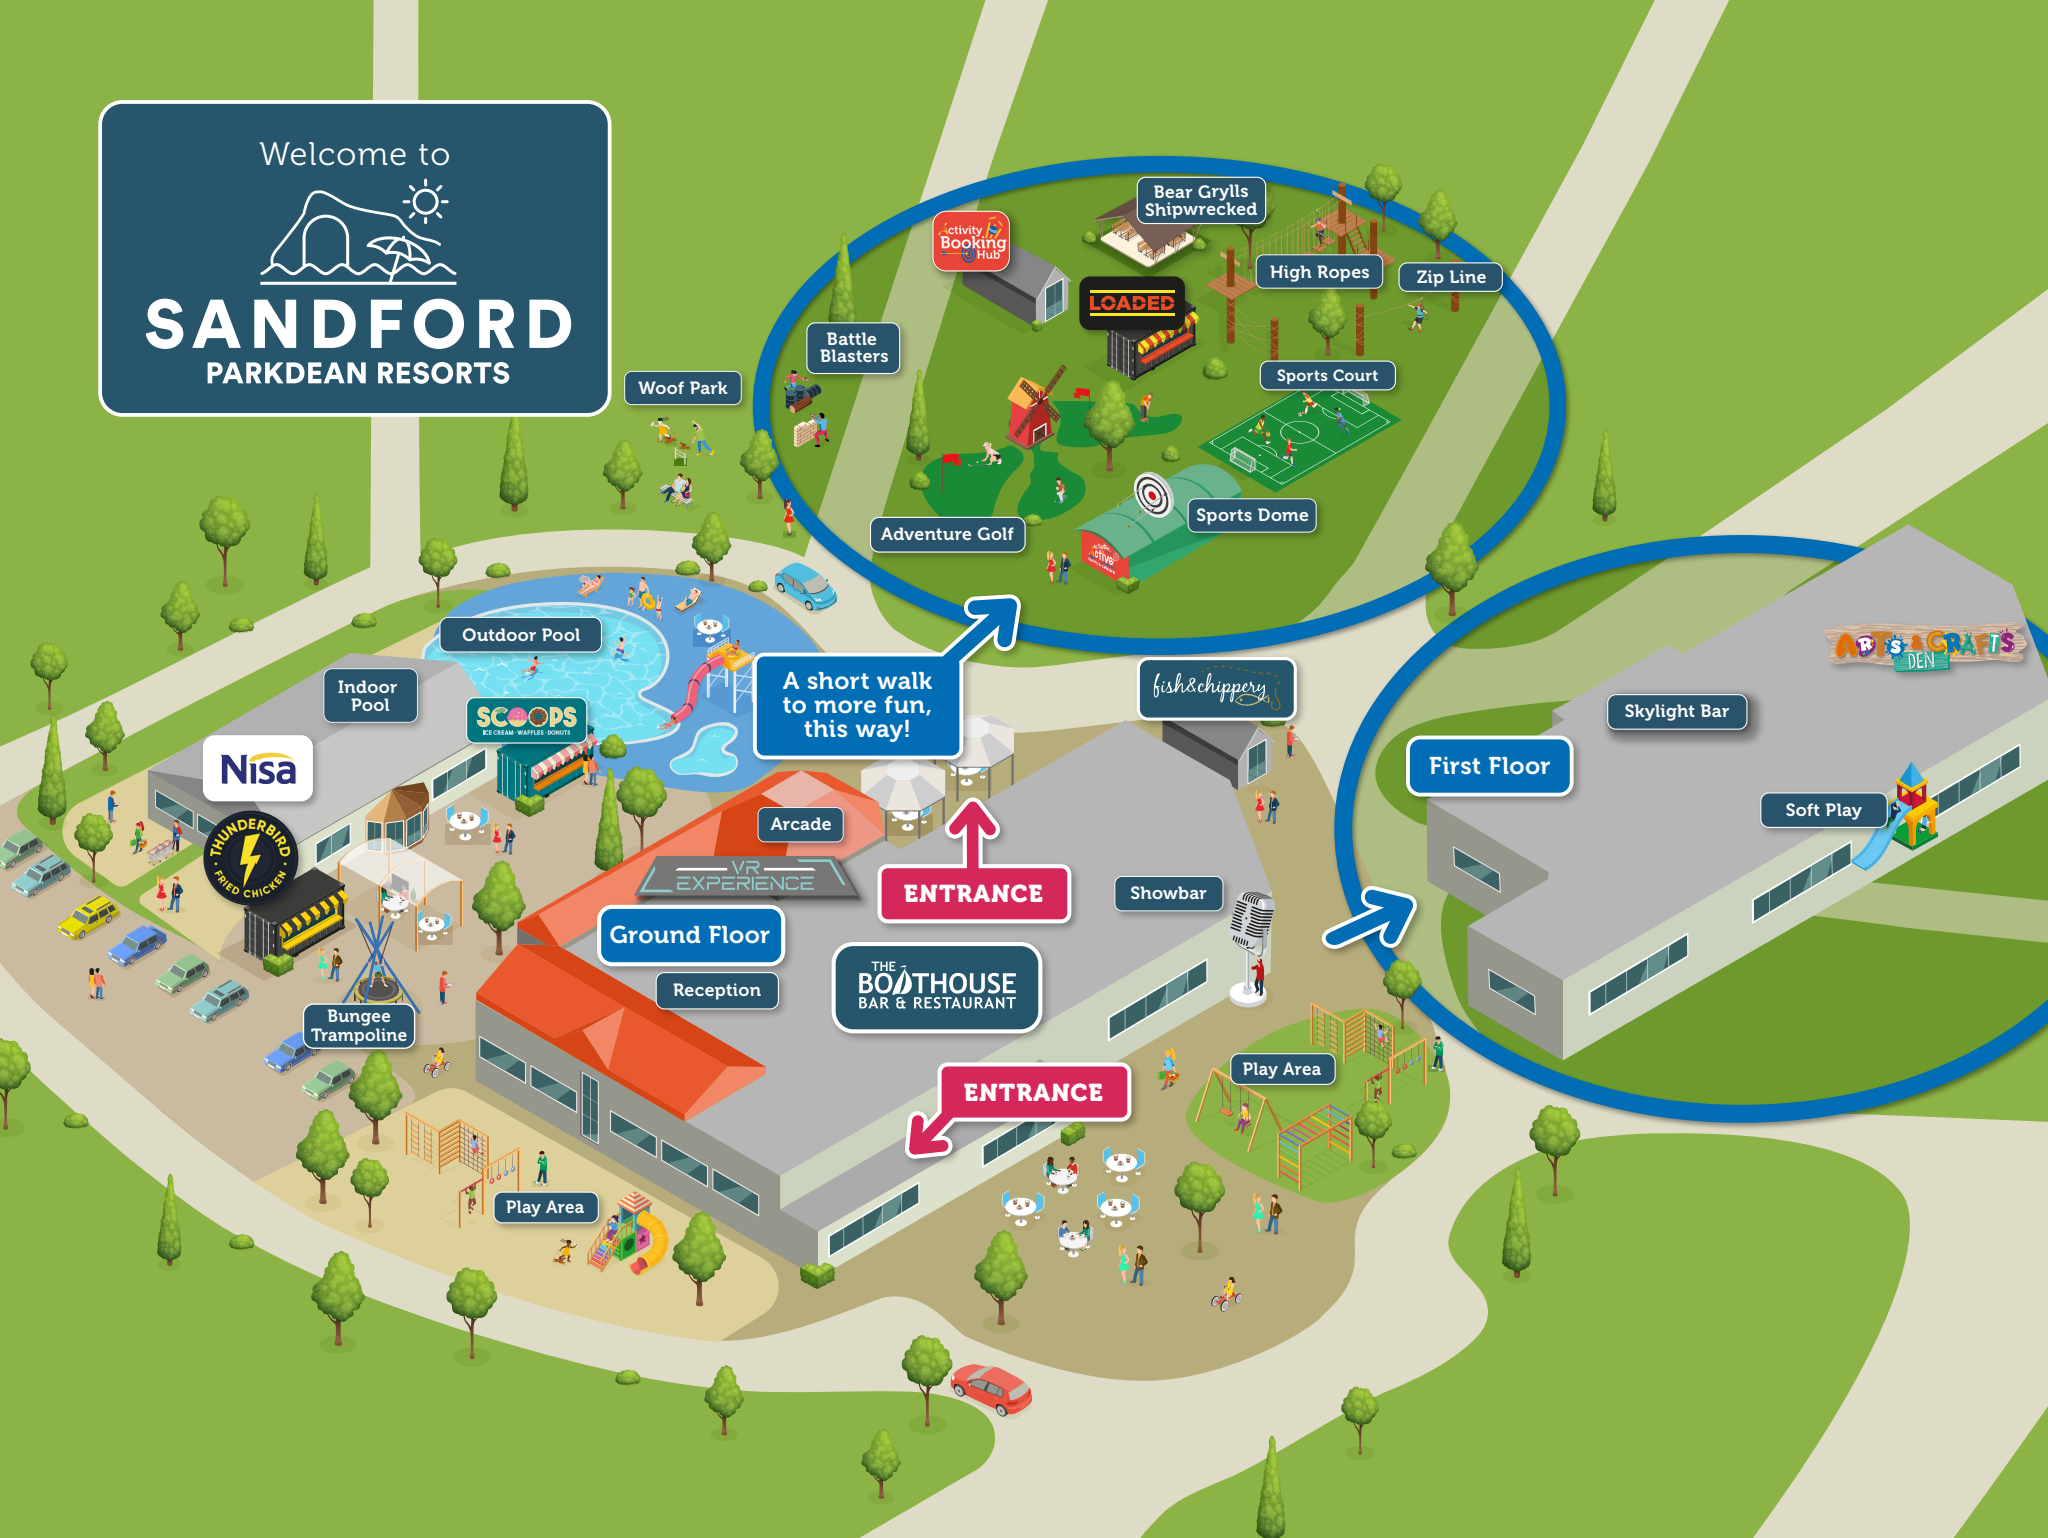 Welcome to
SANDFORD
PARKDEAN RESORTS
Bear Grylls
Shipwrecked
Activity
Booking
Hub
High Ropes
Zip Line
LOADED
Battle
Blasters
Sports Court
Woof Park
Adventure Golf
Sports Dome
Active
Outdoor Pool
Indoor
Pool
SCOOPS
ICE CREAM · WAFFLES · DONUTS
A short walk
to more fun,
this way!
fish&chippery
ARTS & CRAFTS
DEN
Skylight Bar
First Floor
Soft Play
Nisa
THUNDERBIRD
FRIED CHICKEN
Arcade
VR
EXPERIENCE
ENTRANCE
Showbar
Ground Floor
Reception
THE
BOATHOUSE
BAR & RESTAURANT
Bungee
Trampoline
Play Area
ENTRANCE
Play Area